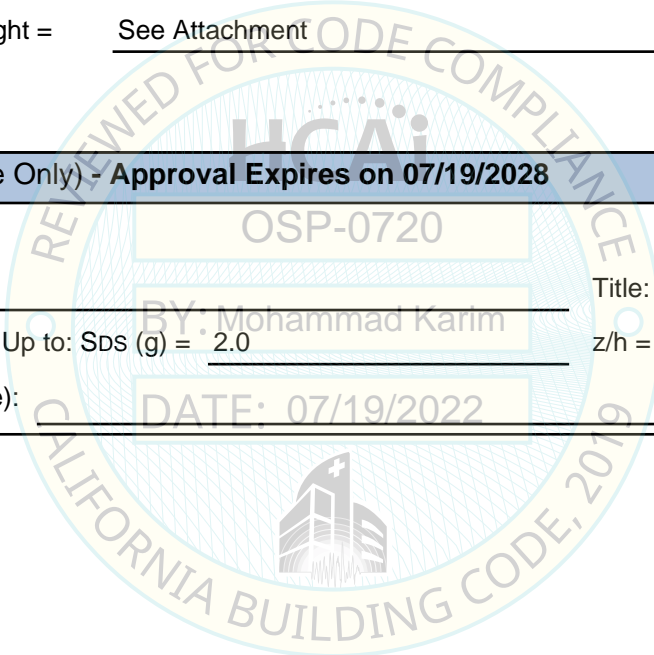 ght = See Attachment
REVIEWED FOR CODE COMPLIANCE
HCAi
e Only) - Approval Expires on 07/19/2028
OSP-0720
Title:
BY: Mohammad Karim
Up to: SDS (g) = 2.0 z/h =
e):
DATE: 07/19/2022
CALIFORNIA BUILDING CODE, 2019